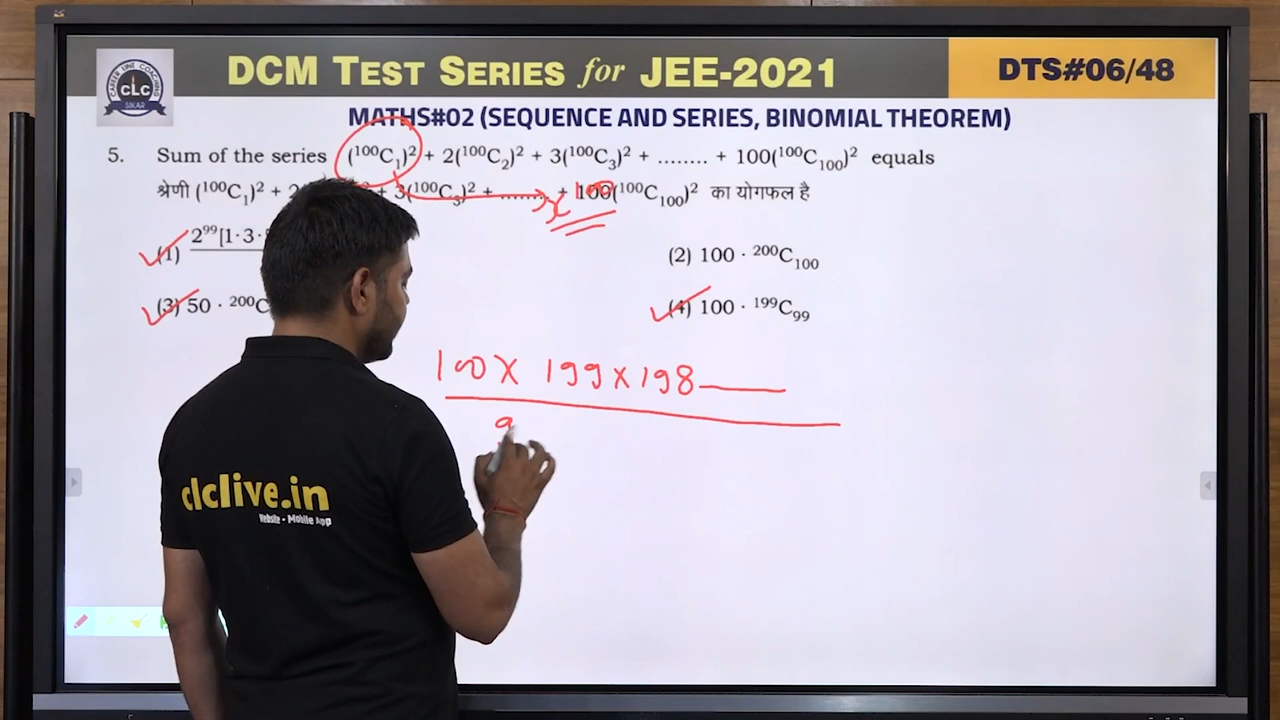 DCM TEST SERIES for JEE-2021
DTS#06/48
CLC
SIKAR
MATHS#02 (SEQUENCE AND SERIES, BINOMIAL THEOREM)
5. Sum of the series (¹⁰⁰C₁)² + 2(¹⁰⁰C₂)² + 3(¹⁰⁰C₃)² + ........ + 100(¹⁰⁰C₁₀₀)² equals
श्रेणी (¹⁰⁰C₁)² + 2 + 3(¹⁰⁰C₃)² + ........ + 100(¹⁰⁰C₁₀₀)² का योगफल है
(1) 2⁹⁹[1·3·
(2) 100 · ²⁰⁰C₁₀₀
(3) 50 · ²⁰⁰C
(4) 100 · ¹⁹⁹C₉₉
x¹⁰⁰
100 × 199 × 198
9
clclive.in
Website - Mobile App